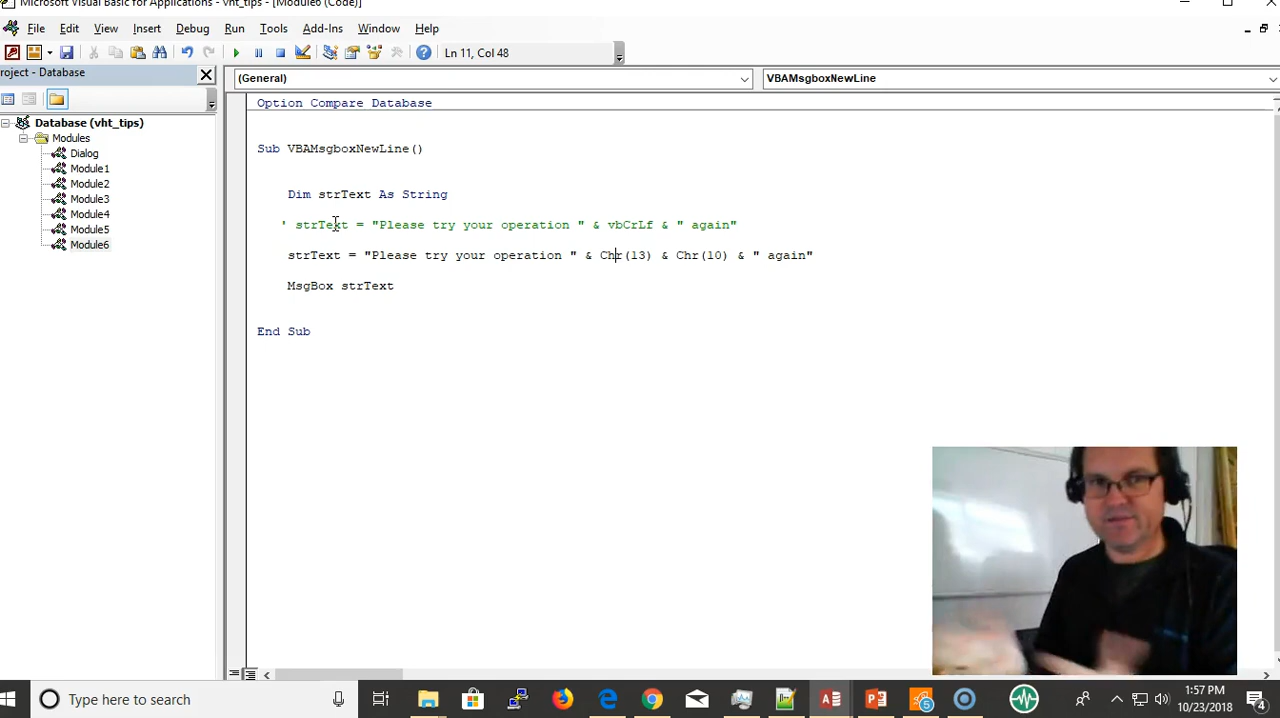 Microsoft Visual Basic for Applications - vht_tips - [Module6 (Code)]
File Edit View Insert Debug Run Tools Add-Ins Window Help
Ln 11, Col 48
roject - Database
(General) VBAMsgboxNewLine
Database (vht_tips)
Modules
Dialog
Module1
Module2
Module3
Module4
Module5
Module6
Option Compare Database
Sub VBAMsgboxNewLine()
Dim strText As String
' strText = "Please try your operation " & vbCrLf & " again"
strText = "Please try your operation " & Chr(13) & Chr(10) & " again"
MsgBox strText
End Sub
Type here to search
5
1:57 PM
10/23/2018
4